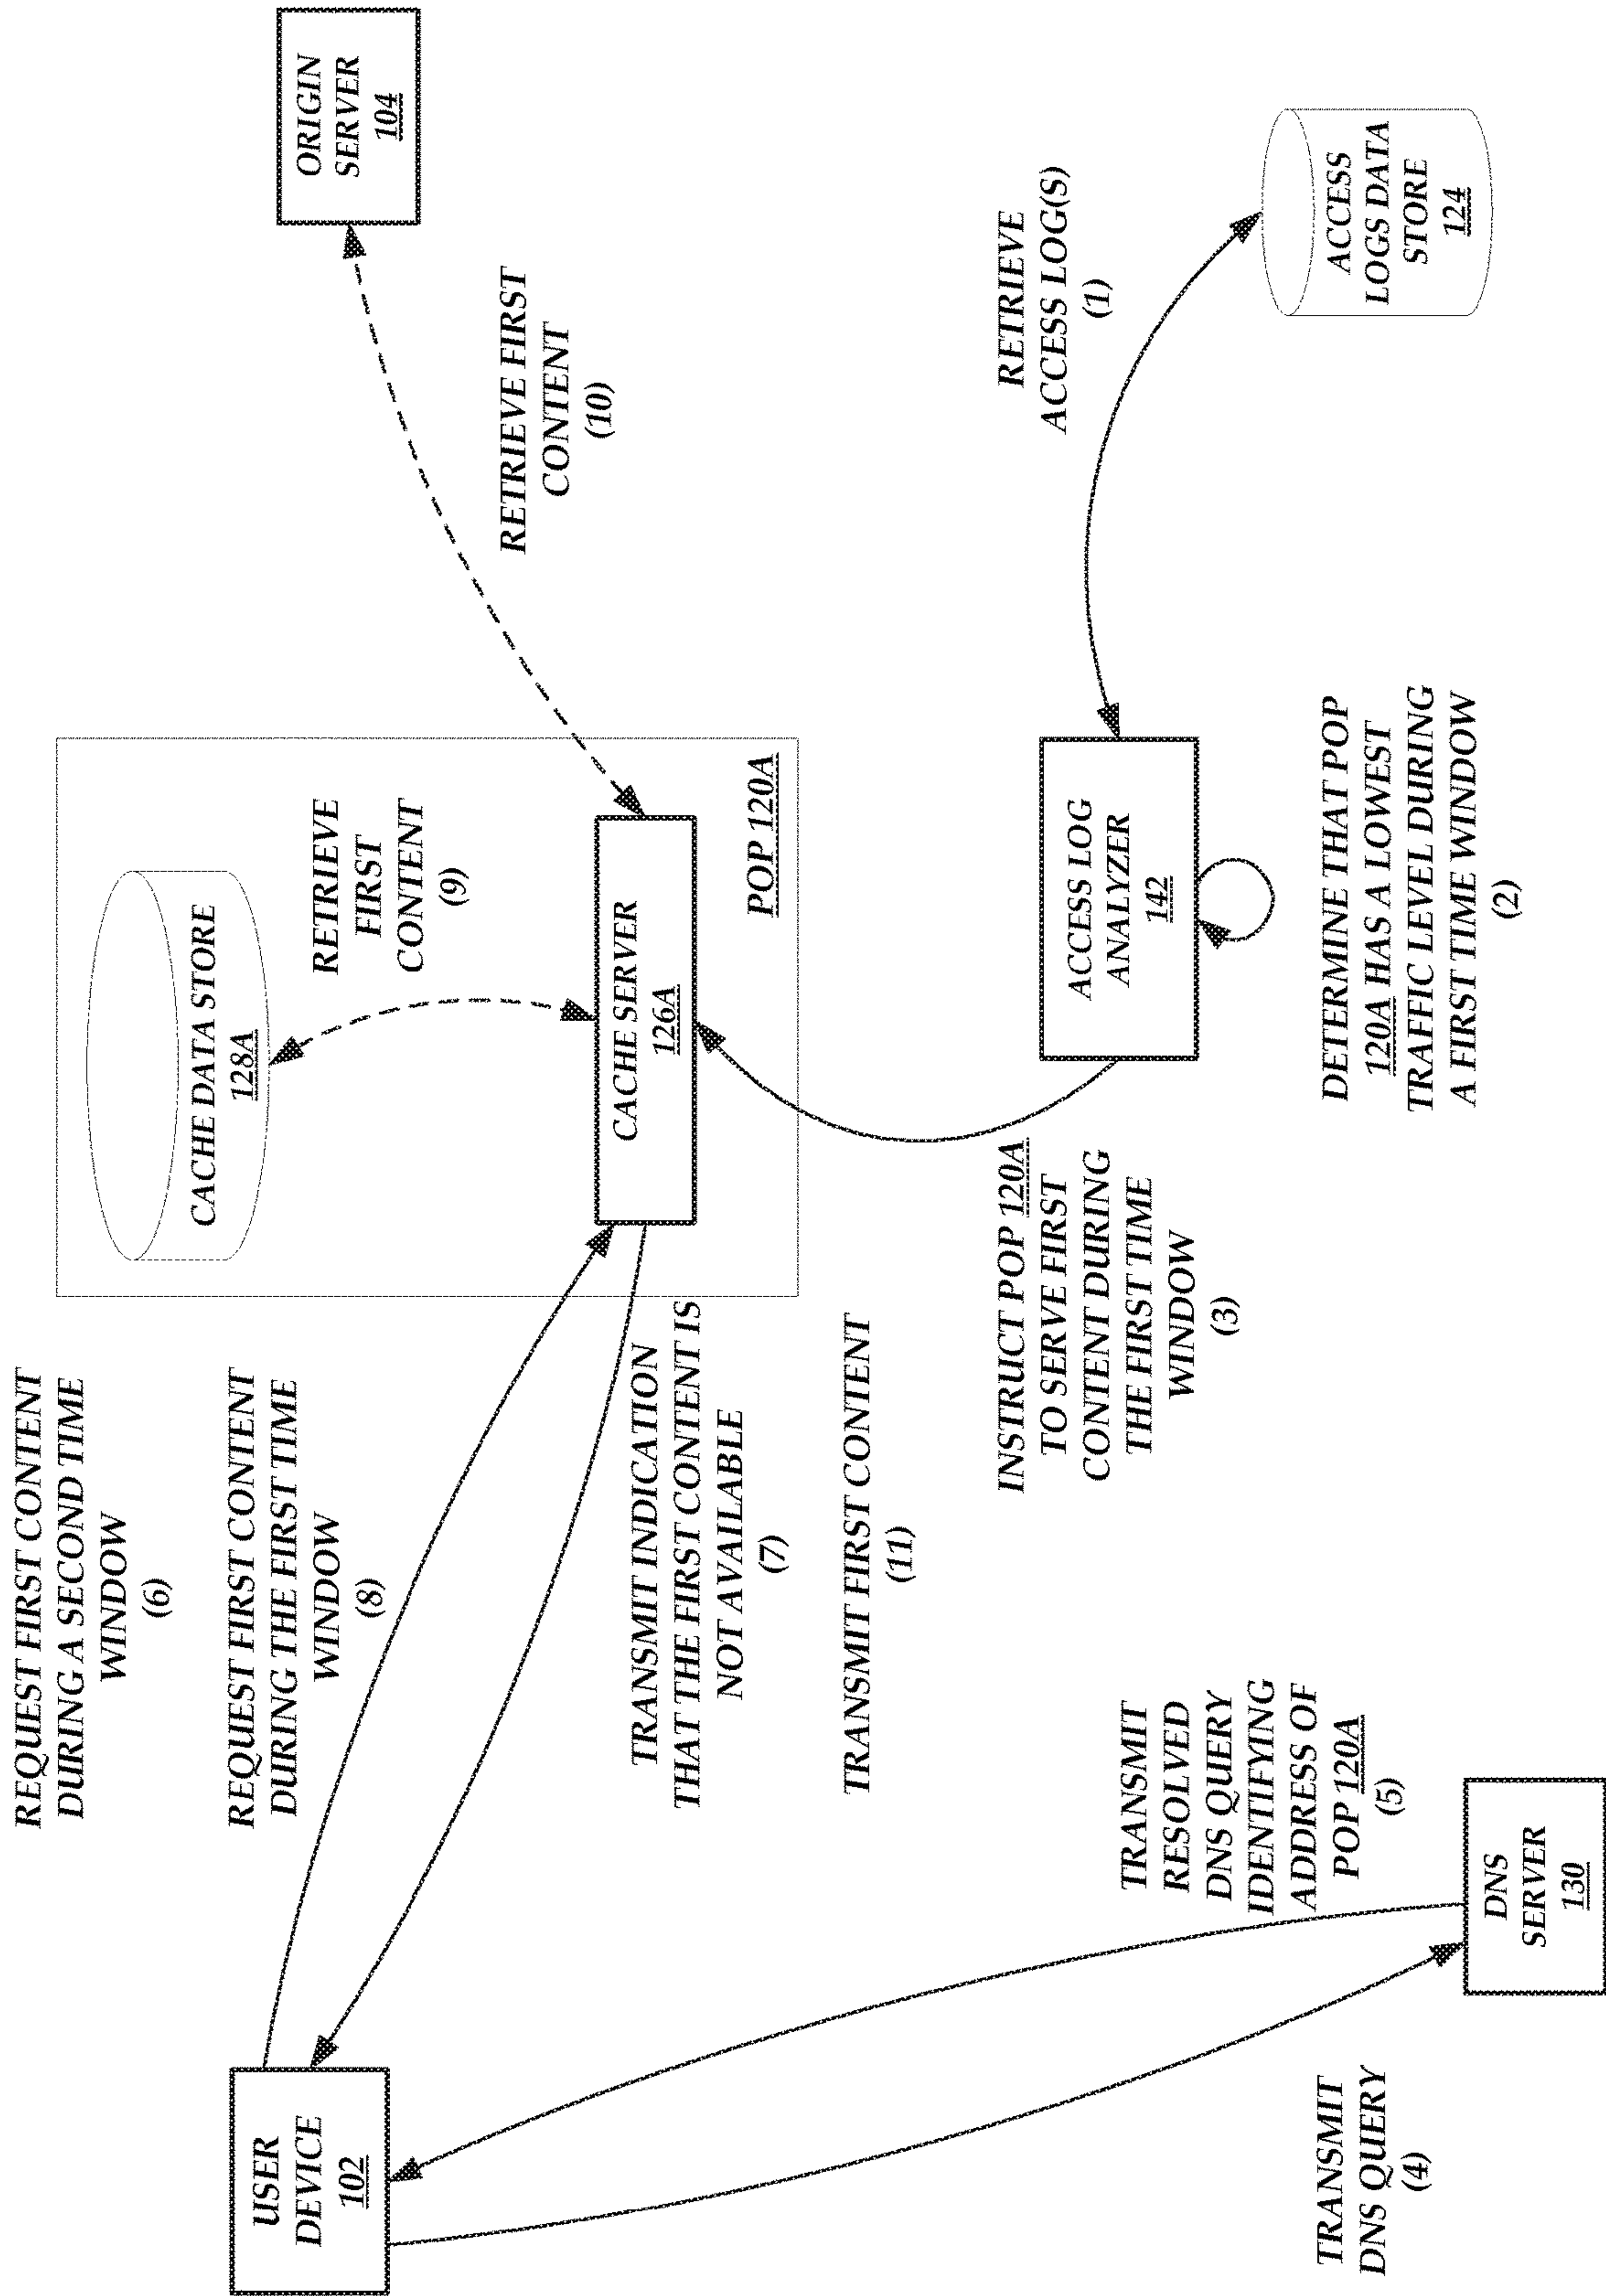 REQUEST FIRST CONTENT
DURING A SECOND TIME
WINDOW
(6)
REQUEST FIRST CONTENT
DURING THE FIRST TIME
WINDOW
(8)
USER
DEVICE
102
TRANSMIT INDICATION
THAT THE FIRST CONTENT IS
NOT AVAILABLE
(7)
TRANSMIT FIRST CONTENT
(11)
CACHE DATA STORE
128A
RETRIEVE
FIRST
CONTENT
(9)
CACHE SERVER
126A
POP 120A
ORIGIN
SERVER
104
RETRIEVE FIRST
CONTENT
(10)
INSTRUCT POP 120A
TO SERVE FIRST
CONTENT DURING
THE FIRST TIME
WINDOW
(3)
ACCESS LOG
ANALYZER
142
RETRIEVE
ACCESS LOG(S)
(1)
ACCESS
LOGS DATA
STORE
124
DETERMINE THAT POP
120A HAS A LOWEST
TRAFFIC LEVEL DURING
A FIRST TIME WINDOW
(2)
TRANSMIT
RESOLVED
DNS QUERY
IDENTIFYING
ADDRESS OF
POP 120A
(5)
TRANSMIT
DNS QUERY
(4)
DNS
SERVER
130